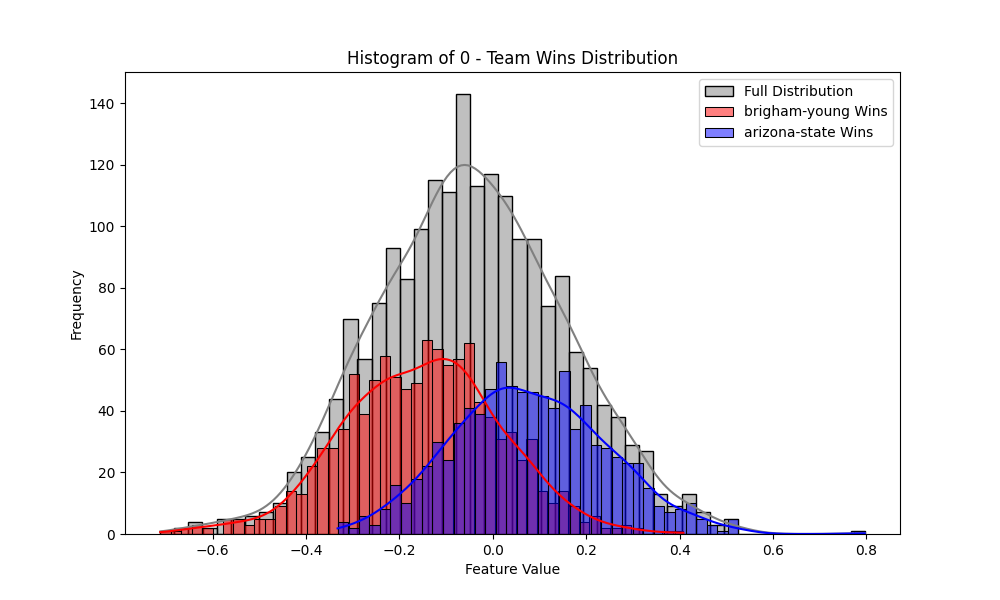 Histogram of 0 - Team Wins Distribution
Full Distribution
brigham-young Wins
arizona-state Wins
Frequency
140
120
100
80
60
40
20
0
−0.6 −0.4 −0.2 0.0 0.2 0.4 0.6 0.8
Feature Value